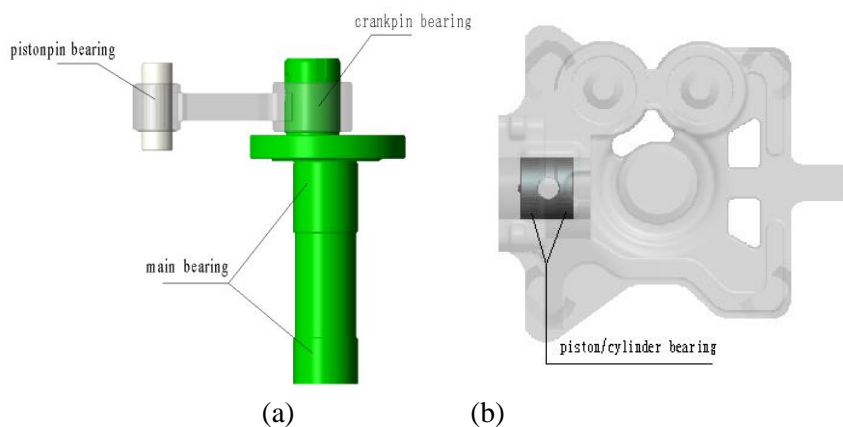 crankpin bearing
pistonpin bearing
main bearing
piston/cylinder bearing
(a)
(b)